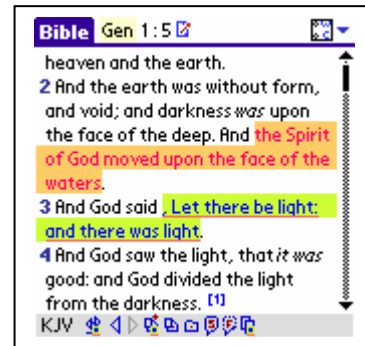 Bible Gen 1:5
heaven and the earth.
2 And the earth was without form,
and void; and darkness was upon
the face of the deep. And the Spirit
of God moved upon the face of the
waters.
3 And God said , Let there be light:
and there was light.
4 And God saw the light, that it was
good: and God divided the light
from the darkness. [1]
KJV